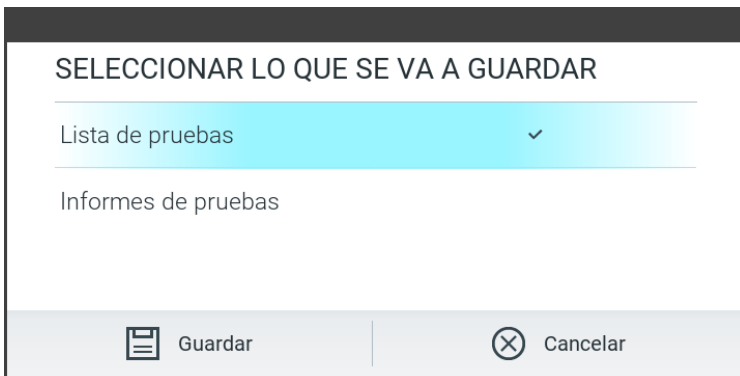 SELECCIONAR LO QUE SE VA A GUARDAR
Lista de pruebas
Informes de pruebas
Guardar
Cancelar